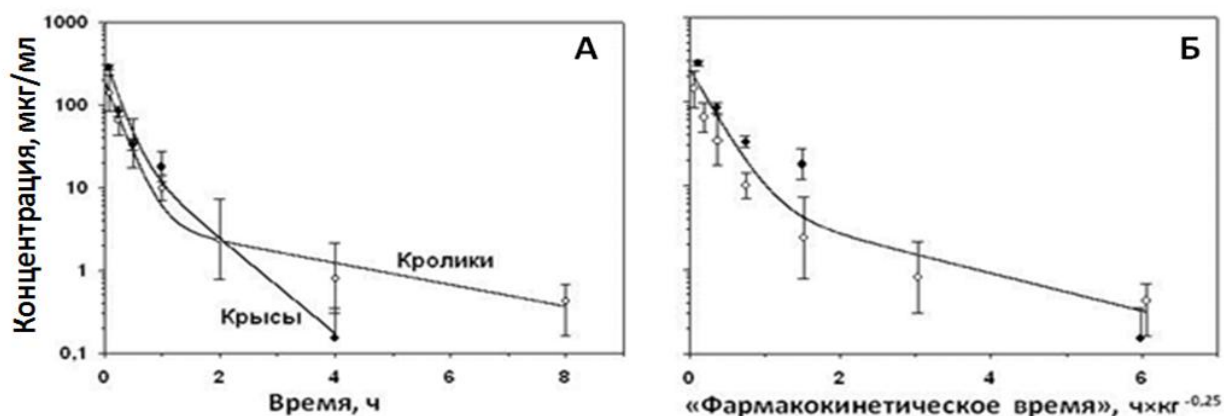 Концентрация, мкг/мл
1000
100
10
1
0,1
А
Кролики
Крысы
0
2
4
6
8
Время, ч
Б
0
2
4
6
«Фармакокинетическое время», ч×кг -0,25